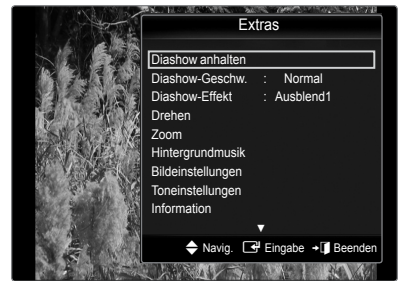 Extras
Diashow anhalten
Diashow-Geschw. : Normal
Diashow-Effekt : Ausblend1
Drehen
Zoom
Hintergrundmusik
Bildeinstellungen
Toneinstellungen
Information
Navig. Eingabe Beenden